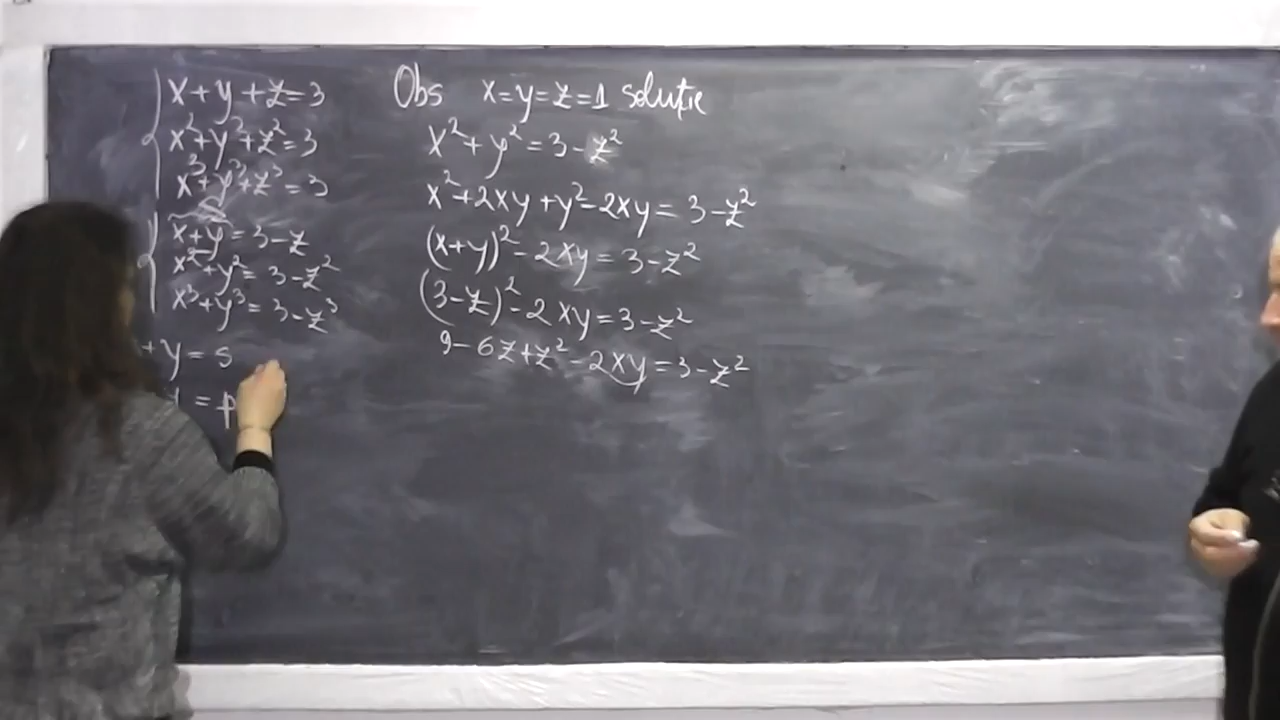 x+y+z=3
x²+y²+z²=3
x³+y³+z³=3
x+y=3-z
x²+y²=3-z²
x³+y³=3-z³
+y=s
=p
Obs x=y=z=1 soluție
x²+y²=3-z²
x²+2xy+y²-2xy=3-z²
(x+y)²-2xy=3-z²
(3-z)²-2xy=3-z²
9-6z+z²-2xy=3-z²